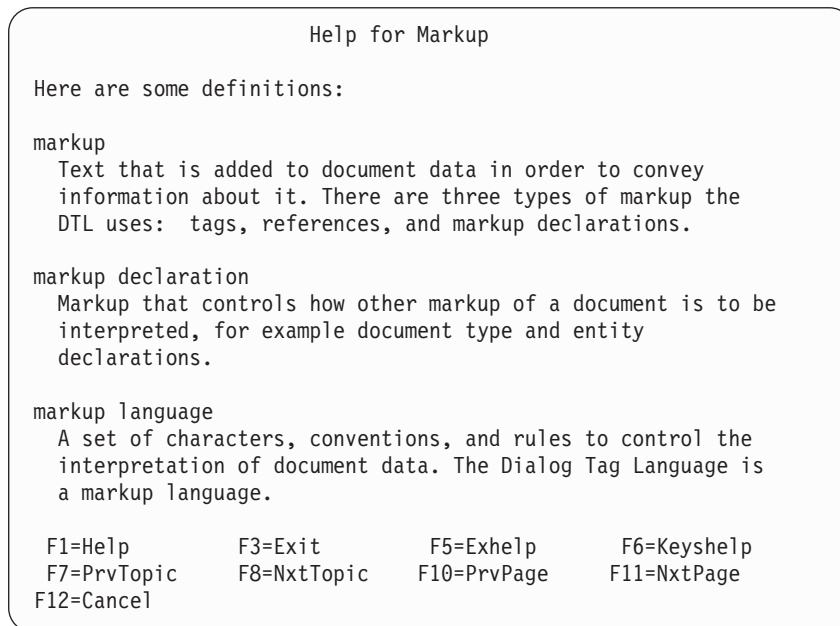 Help for Markup
Here are some definitions:
markup
Text that is added to document data in order to convey
information about it. There are three types of markup the
DTL uses:  tags, references, and markup declarations.
markup declaration
Markup that controls how other markup of a document is to be
interpreted, for example document type and entity
declarations.
markup language
A set of characters, conventions, and rules to control the
interpretation of document data. The Dialog Tag Language is
a markup language.
F1=Help F3=Exit F5=Exhelp F6=Keyshelp
F7=PrvTopic F8=NxtTopic F10=PrvPage F11=NxtPage
F12=Cancel